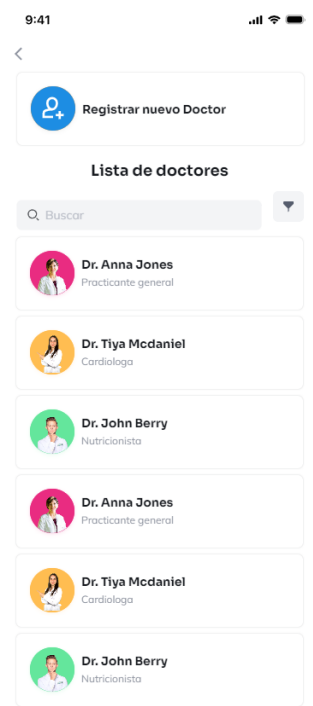 9:41
Registrar nuevo Doctor
Lista de doctores
Buscar
Dr. Anna Jones
Practicante general
Dr. Tiya Mcdaniel
Cardiologa
Dr. John Berry
Nutricionista
Dr. Anna Jones
Practicante general
Dr. Tiya Mcdaniel
Cardiologa
Dr. John Berry
Nutricionista